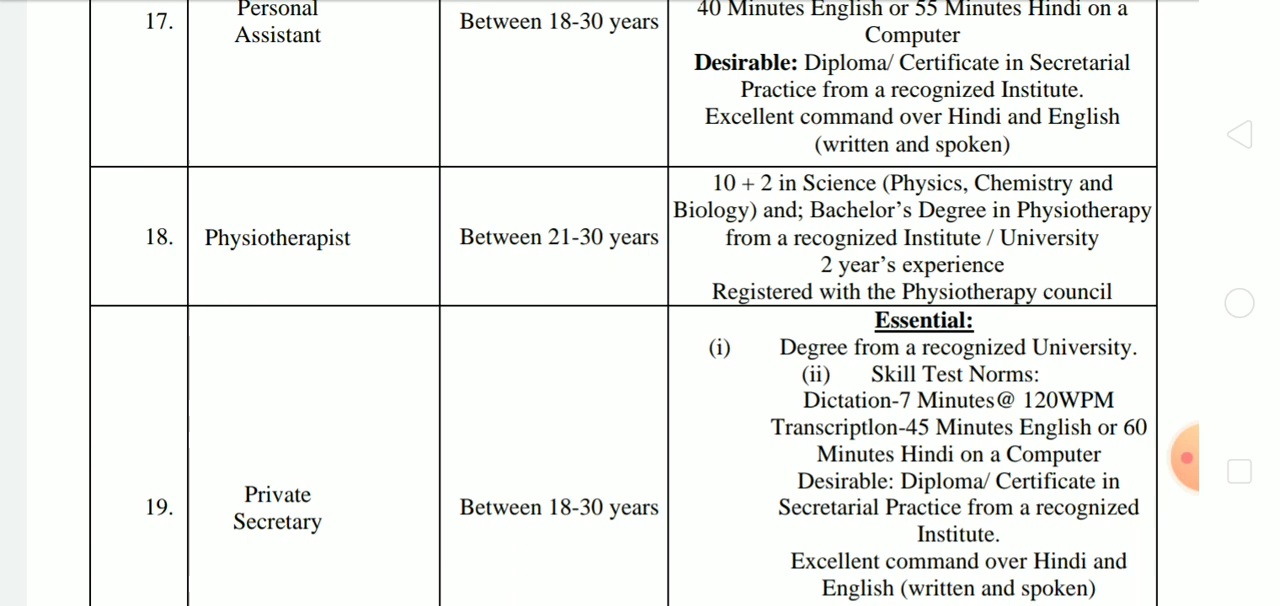 17.
Personal
Assistant
Between 18-30 years
40 Minutes English or 55 Minutes Hindi on a
Computer
Desirable: Diploma/ Certificate in Secretarial
Practice from a recognized Institute.
Excellent command over Hindi and English
(written and spoken)
18.
Physiotherapist
Between 21-30 years
10 + 2 in Science (Physics, Chemistry and
Biology) and; Bachelor’s Degree in Physiotherapy
from a recognized Institute / University
2 year’s experience
Registered with the Physiotherapy council
19.
Private
Secretary
Between 18-30 years
Essential:
(i) Degree from a recognized University.
(ii) Skill Test Norms:
Dictation-7 Minutes@ 120WPM
Transcriptlon-45 Minutes English or 60
Minutes Hindi on a Computer
Desirable: Diploma/ Certificate in
Secretarial Practice from a recognized
Institute.
Excellent command over Hindi and
English (written and spoken)